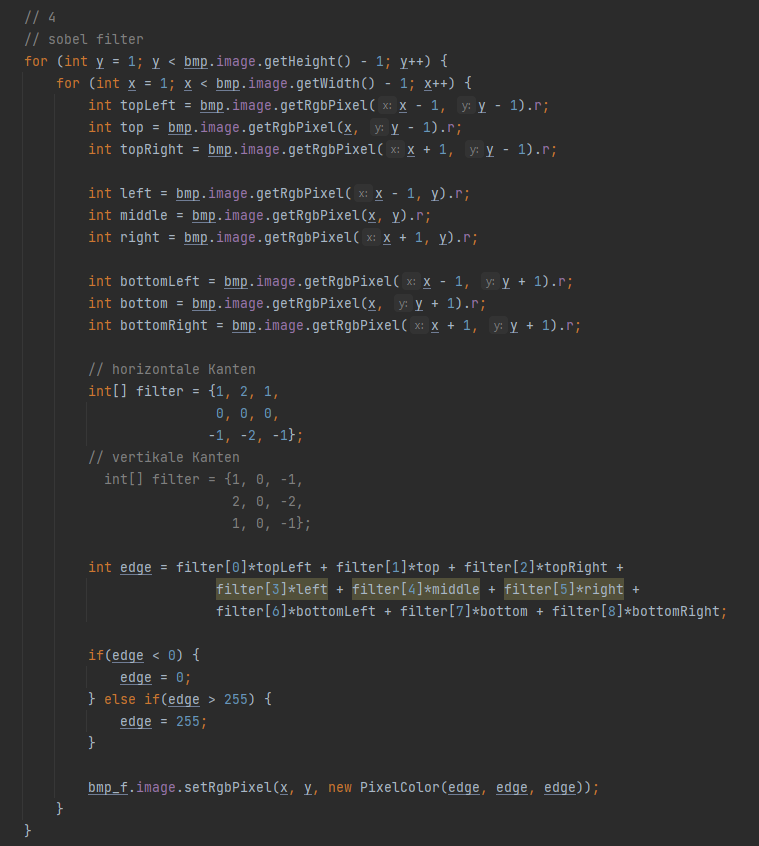 // 4
// sobel filter
for (int y = 1; y < bmp.image.getHeight() - 1; y++) {
    for (int x = 1; x < bmp.image.getWidth() - 1; x++) {
        int topLeft = bmp.image.getRgbPixel( x: x - 1,  y: y - 1).r;
        int top = bmp.image.getRgbPixel(x,  y: y - 1).r;
        int topRight = bmp.image.getRgbPixel( x: x + 1,  y: y - 1).r;

        int left = bmp.image.getRgbPixel( x: x - 1, y).r;
        int middle = bmp.image.getRgbPixel(x, y).r;
        int right = bmp.image.getRgbPixel( x: x + 1, y).r;

        int bottomLeft = bmp.image.getRgbPixel( x: x - 1,  y: y + 1).r;
        int bottom = bmp.image.getRgbPixel(x,  y: y + 1).r;
        int bottomRight = bmp.image.getRgbPixel( x: x + 1,  y: y + 1).r;

        // horizontale Kanten
        int[] filter = {1, 2, 1,
                        0, 0, 0,
                       -1, -2, -1};
        // vertikale Kanten
          int[] filter = {1, 0, -1,
                          2, 0, -2,
                          1, 0, -1};

        int edge = filter[0]*topLeft + filter[1]*top + filter[2]*topRight +
                        filter[3]*left + filter[4]*middle + filter[5]*right +
                        filter[6]*bottomLeft + filter[7]*bottom + filter[8]*bottomRight;

        if(edge < 0) {
            edge = 0;
        } else if(edge > 255) {
            edge = 255;
        }

        bmp_f.image.setRgbPixel(x, y, new PixelColor(edge, edge, edge));
    }
}